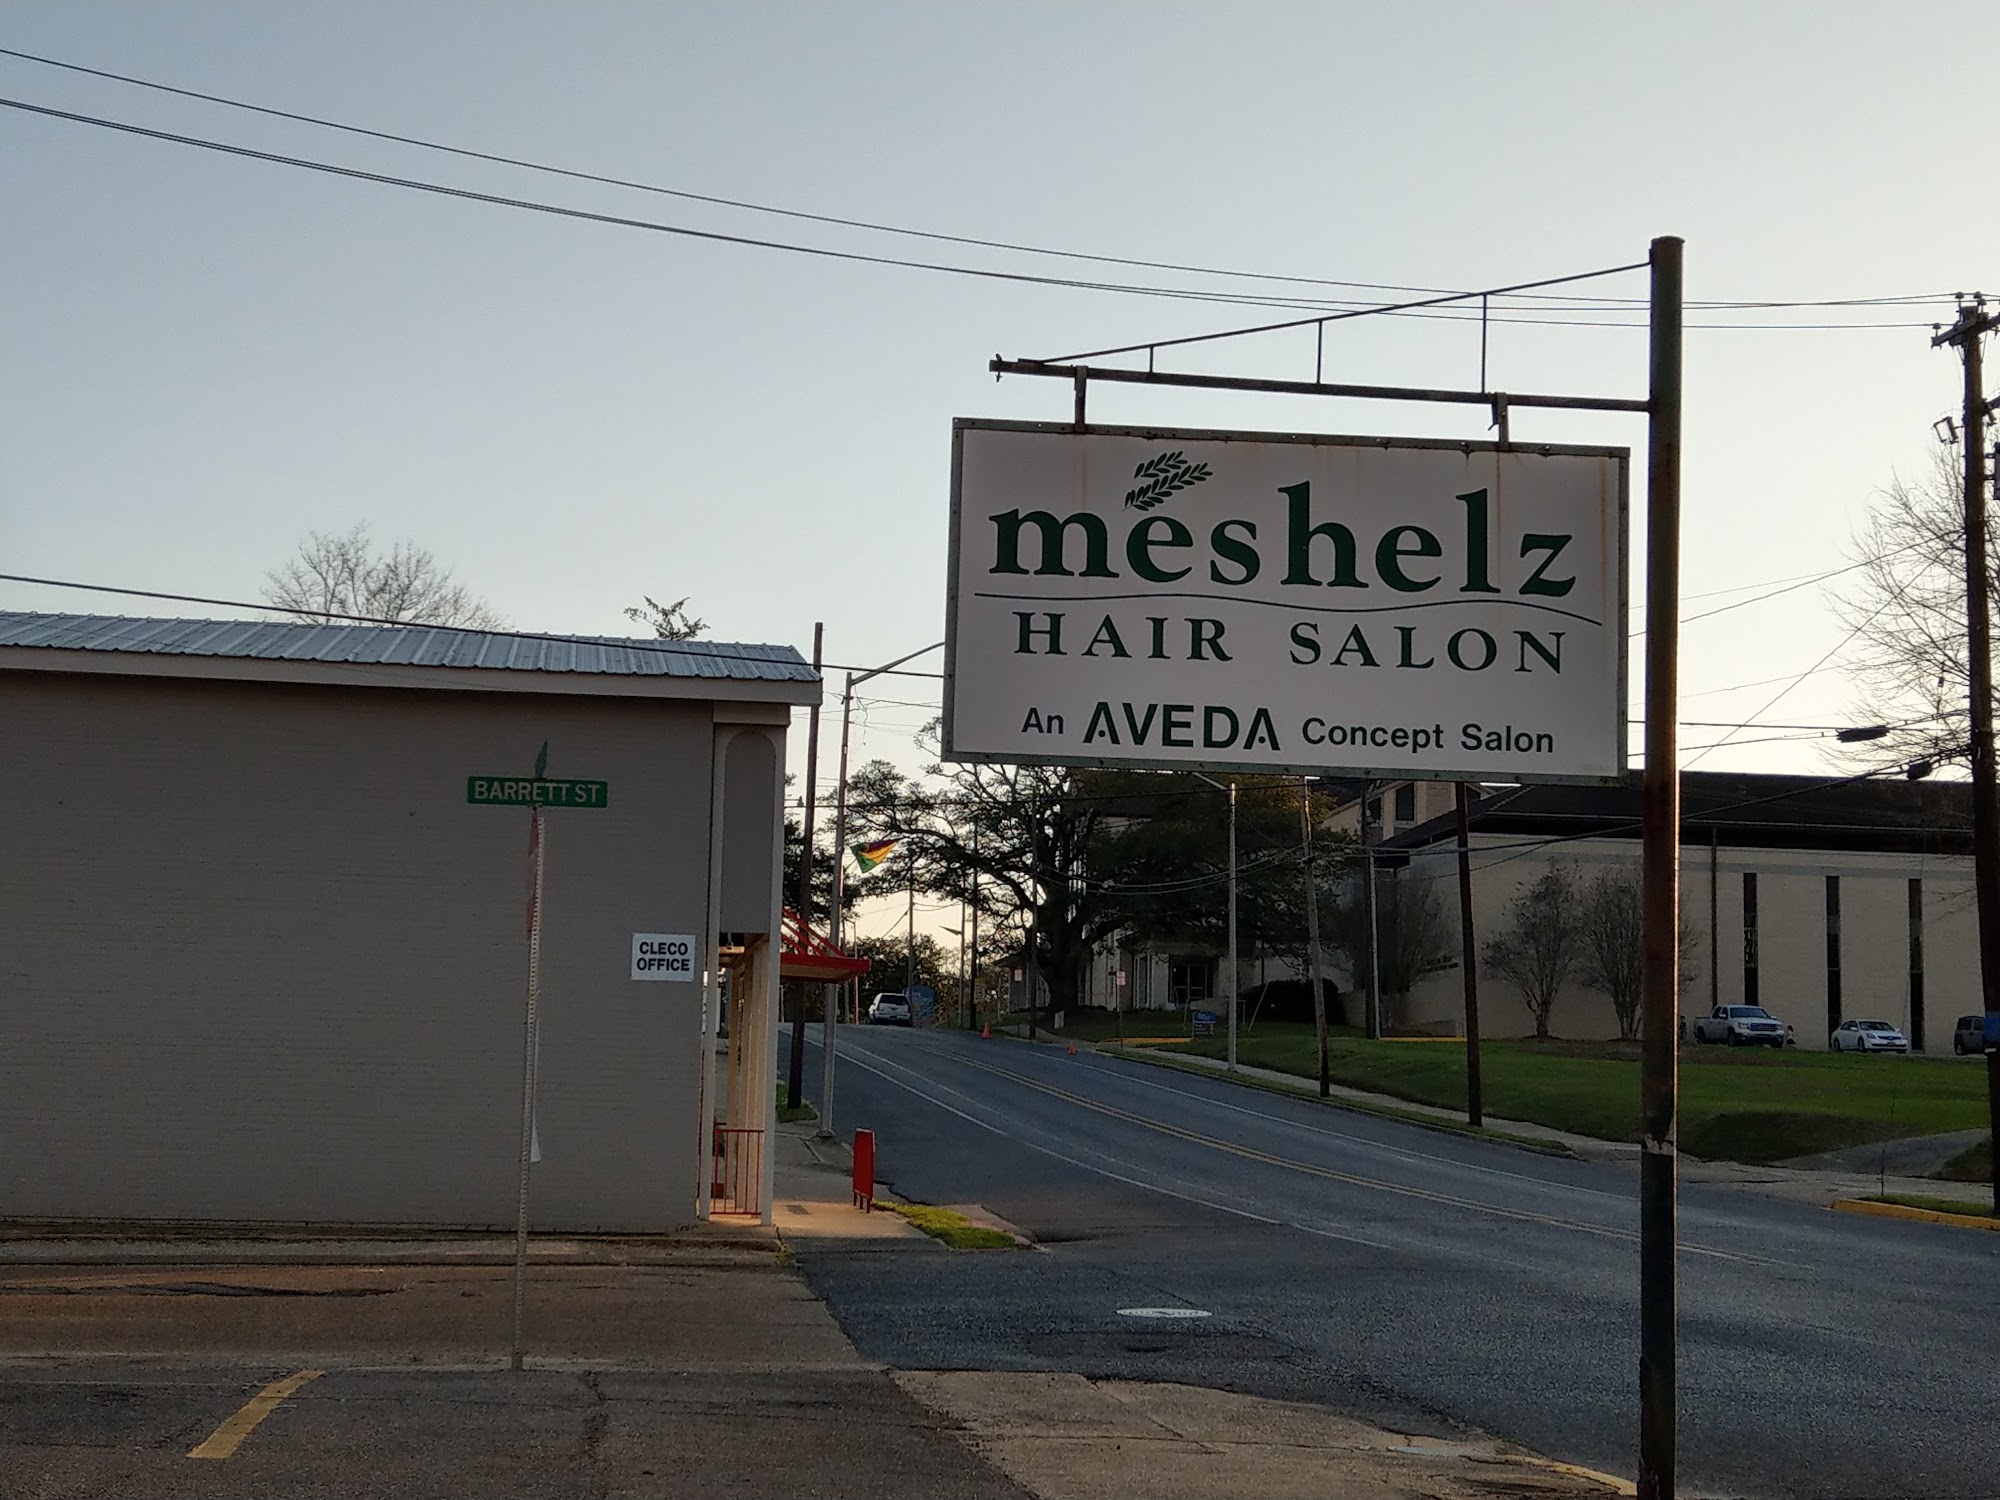 meshelz
HAIR SALON
An AVEDA Concept Salon
BARRETT ST
CLECO
OFFICE